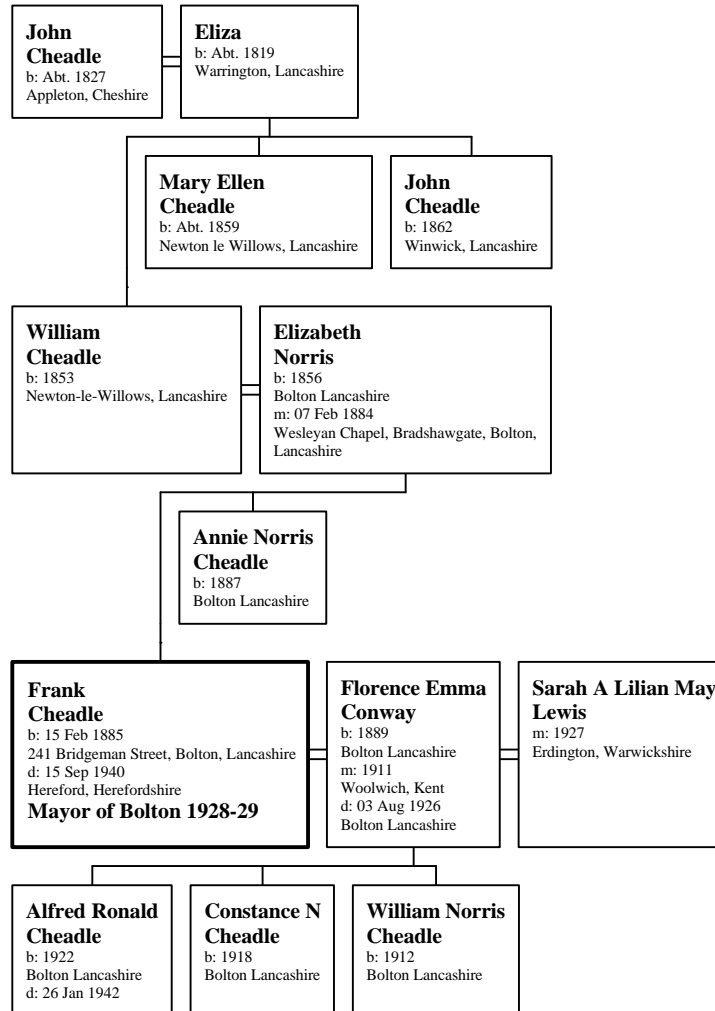 John
Cheadle
b: Abt. 1827
Appleton, Cheshire
Eliza
b: Abt. 1819
Warrington, Lancashire
Mary Ellen
Cheadle
b: Abt. 1859
Newton le Willows, Lancashire
John
Cheadle
b: 1862
Winwick, Lancashire
William
Cheadle
b: 1853
Newton-le-Willows, Lancashire
Elizabeth
Norris
b: 1856
Bolton Lancashire
m: 07 Feb 1884
Wesleyan Chapel, Bradshawgate, Bolton,
Lancashire
Annie Norris
Cheadle
b: 1887
Bolton Lancashire
Frank
Cheadle
b: 15 Feb 1885
241 Bridgeman Street, Bolton, Lancashire
d: 15 Sep 1940
Hereford, Herefordshire
Mayor of Bolton 1928-29
Florence Emma
Conway
b: 1889
Bolton Lancashire
m: 1911
Woolwich, Kent
d: 03 Aug 1926
Bolton Lancashire
Sarah A Lilian May
Lewis
m: 1927
Erdington, Warwickshire
Alfred Ronald
Cheadle
b: 1922
Bolton Lancashire
d: 26 Jan 1942
Constance N
Cheadle
b: 1918
Bolton Lancashire
William Norris
Cheadle
b: 1912
Bolton Lancashire